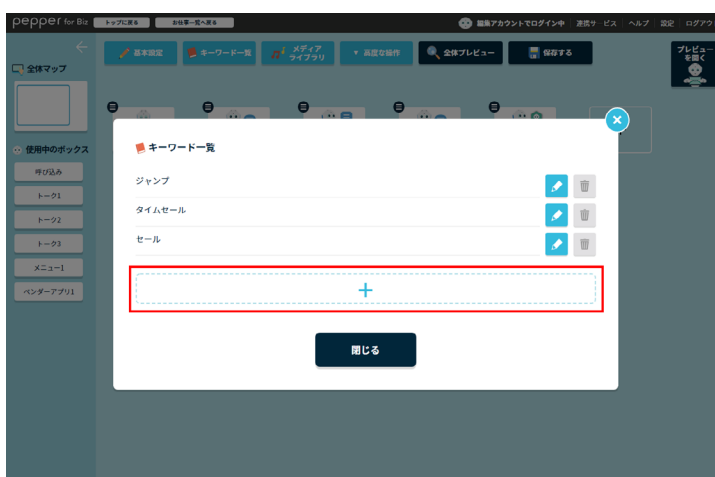 pepper for Biz トップに戻る お仕事一覧へ戻る 編集アカウントでログイン中 連携サービス ヘルプ 設定 ログアウ
基本設定 キーワード一覧 メディア
ライブラリ ▼ 高度な操作 全体プレビュー 保存する プレビュー
を開く
全体マップ
使用中のボックス
呼び込み
トーク1
トーク2
トーク3
メニュー1
ベンダーアプリ1
キーワード一覧
ジャンプ
タイムセール
セール
+
閉じる